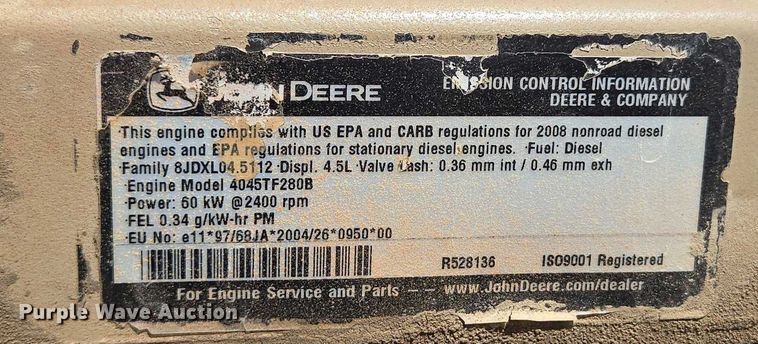 JOHN DEERE
EMISSION CONTROL INFORMATION
DEERE & COMPANY
This engine complies with US EPA and CARB regulations for 2008 nonroad diesel
engines and EPA regulations for stationary diesel engines. Fuel: Diesel
Family 8JDXL04.5112 Displ. 4.5L Valve Lash: 0.36 mm int / 0.46 mm exh
Engine Model 4045TF280B
Power: 60 kW @2400 rpm
FEL 0.34 g/kW-hr PM
EU No: e11*97/68JA*2004/26*0950*00
R528136 ISO9001 Registered
For Engine Service and Parts – – www.JohnDeere.com/dealer
Purple Wave Auction